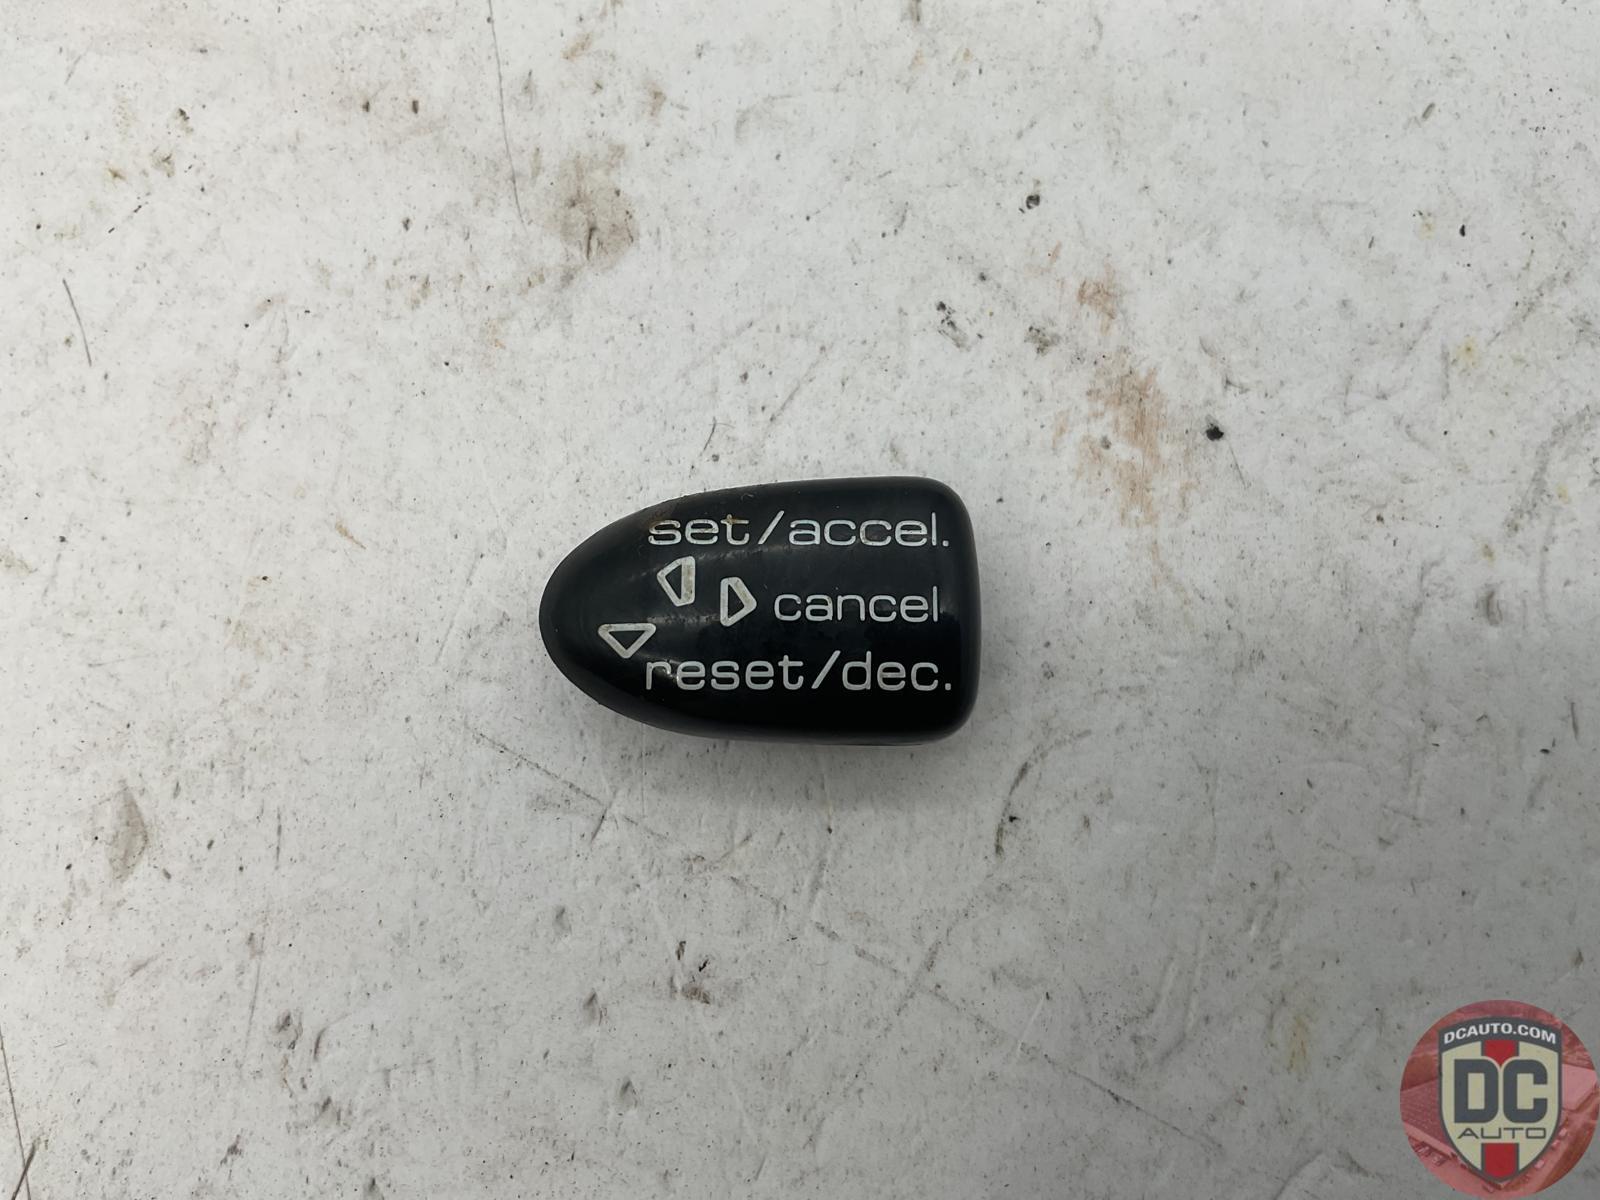 set/accel.
cancel
reset/dec.
DCAUTO.COM
DC
AUTO